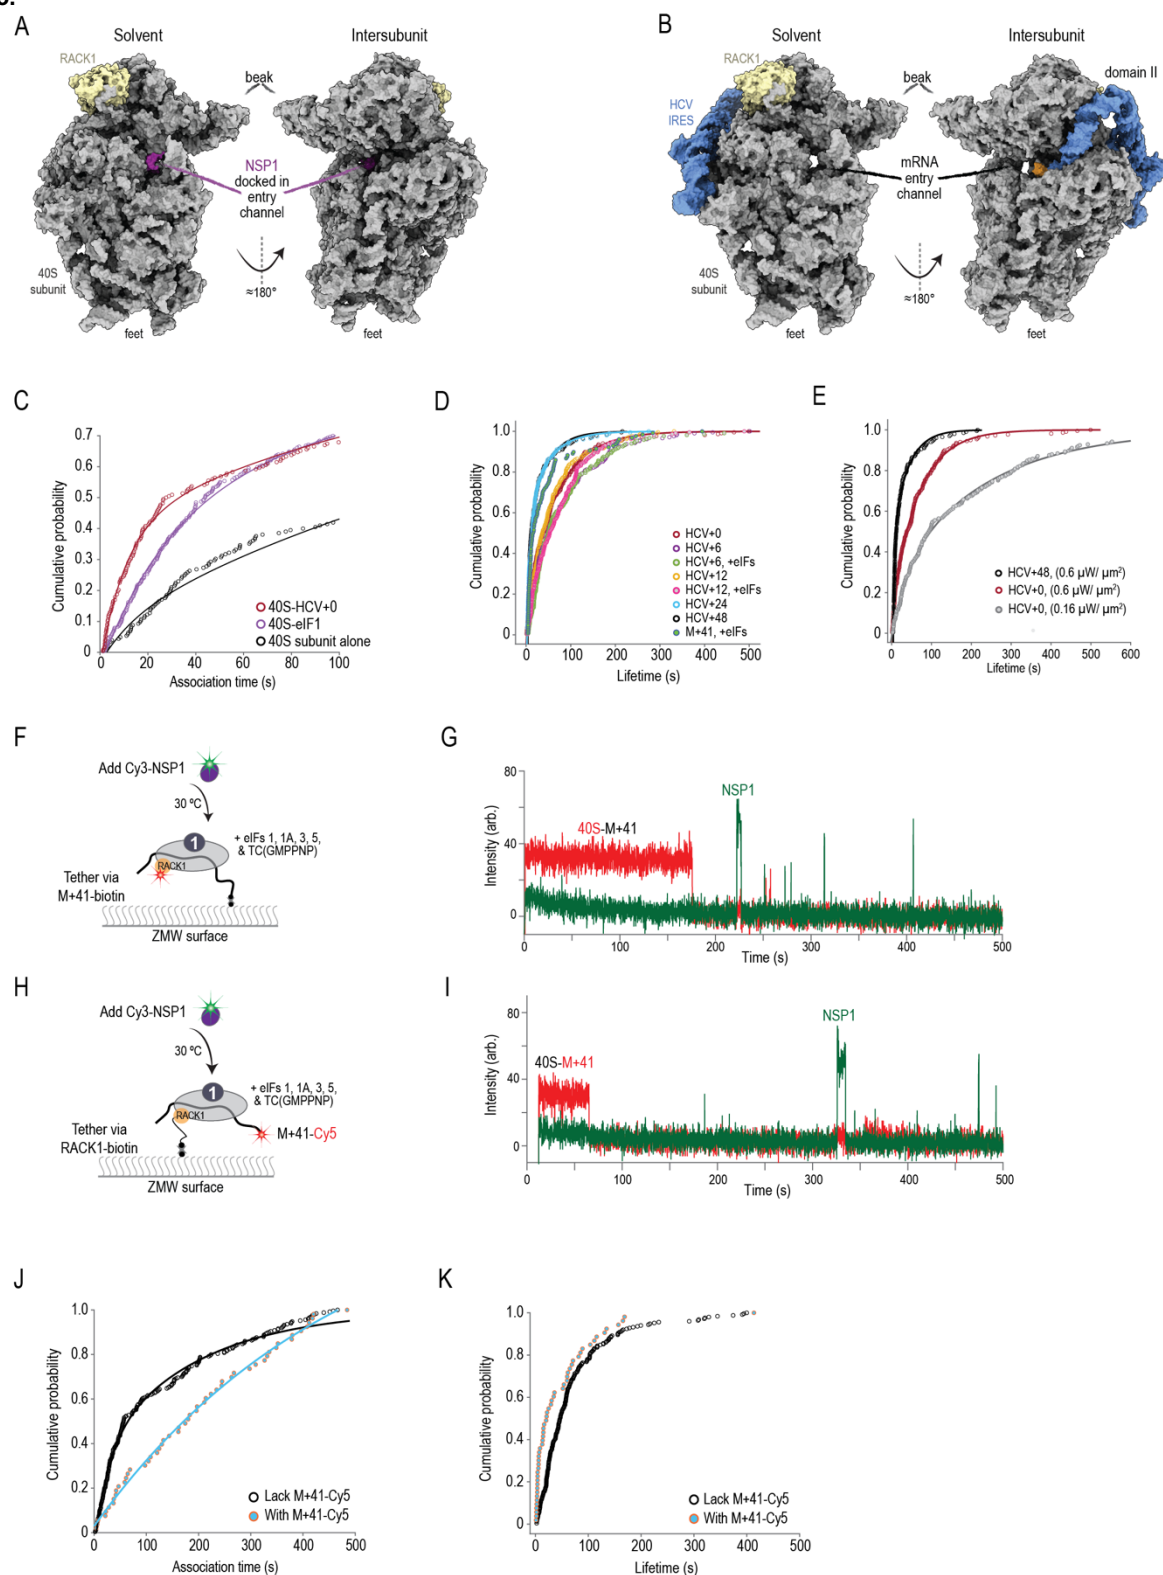 A
Solvent
Intersubunit
RACK1
beak
NSP1
docked in
entry
channel
40S
subunit
≈180°
feet
feet
B
Solvent
Intersubunit
RACK1
beak
domain II
HCV
IRES
mRNA
entry
channel
40S
subunit
≈180°
feet
feet
C
Cumulative probability
0.7
0.6
0.5
0.4
0.3
0.2
0.1
0
0 20 40 60 80 100
Association time (s)
40S-HCV+0
40S-eIF1
40S subunit alone
D
Cumulative probability
1.0
0.8
0.6
0.4
0.2
0
0 100 200 300 400 500
Lifetime (s)
HCV+0
HCV+6
HCV+6, +eIFs
HCV+12
HCV+12, +eIFs
HCV+24
HCV+48
M+41, +eIFs
E
Cumulative probability
1.0
0.8
0.6
0.4
0.2
0
0 100 200 300 400 500 600
Lifetime (s)
HCV+48, (0.6 µW/ µm²)
HCV+0, (0.6 µW/ µm²)
HCV+0, (0.16 µW/ µm²)
F
Add Cy3-NSP1
30 ºC
+ eIFs 1, 1A, 3, 5,
& TC(GMPPNP)
1
RACK1
Tether via
M+41-biotin
ZMW surface
G
Intensity (arb.)
80
40
0
NSP1
40S-M+41
100 200 300 400 500
Time (s)
H
Add Cy3-NSP1
30 ºC
+ eIFs 1, 1A, 3, 5,
& TC(GMPPNP)
1
RACK1
Tether via
RACK1-biotin
M+41-Cy5
ZMW surface
I
Intensity (arb.)
80
40
0
NSP1
40S-M+41
0 100 200 300 400 500
Time (s)
J
Cumulative probability
1.0
0.8
0.6
0.4
0.2
0
0 100 200 300 400 500
Association time (s)
Lack M+41-Cy5
With M+41-Cy5
K
Cumulative probability
1.0
0.8
0.6
0.4
0.2
0
0 100 200 300 400 500
Lifetime (s)
Lack M+41-Cy5
With M+41-Cy5